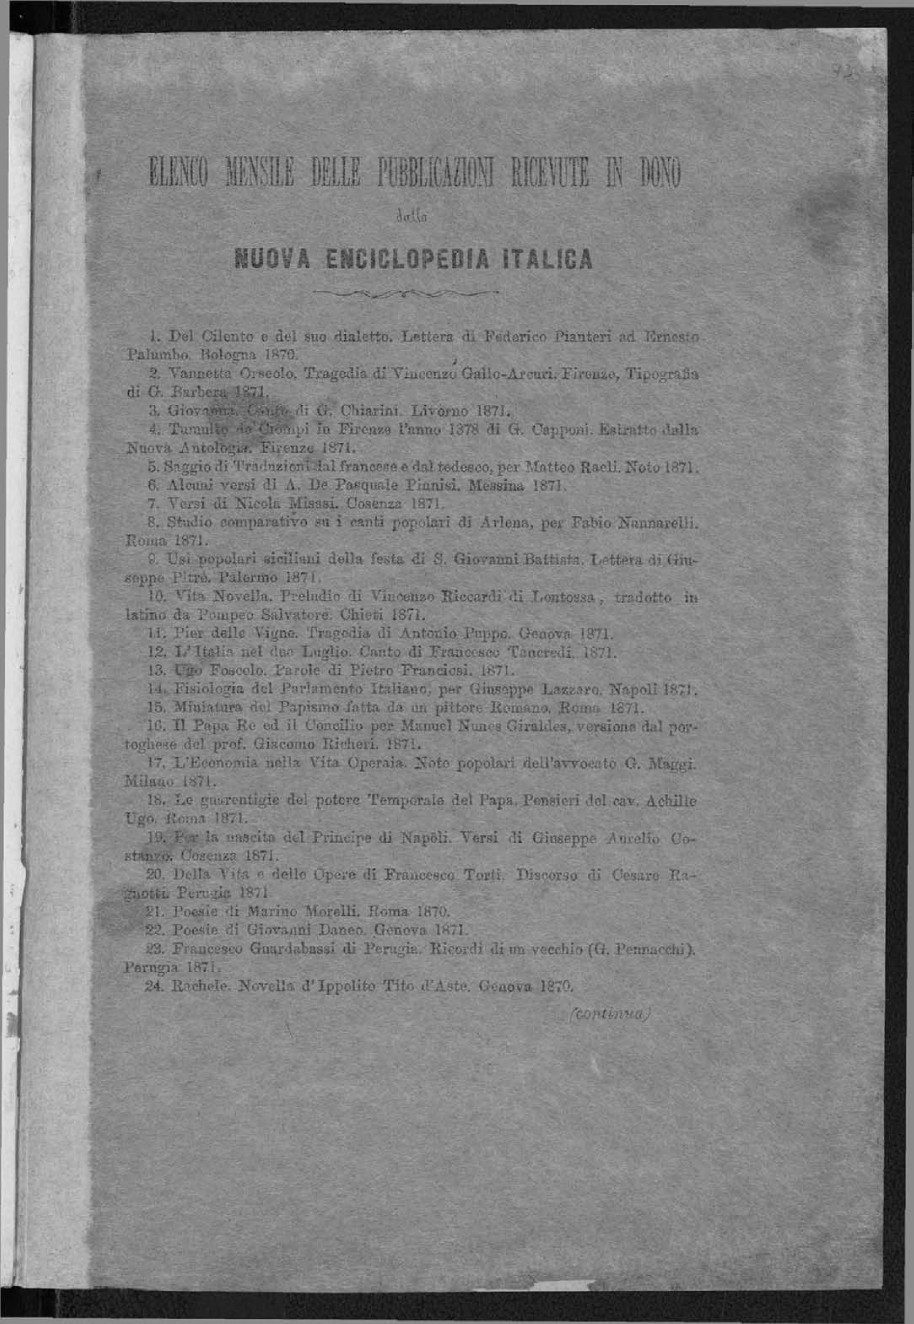 ELENCO MENSILE DELLE PUBBLICAZIONI RICEVUTE IN DONO
dalla
NUOVA ENCICLOPEDIA ITALICA
1. Del Cilento e del suo dialetto. Lettera di Federico Pianteri ad Ernesto
Palumbo. Bologna 1870.
2. Vannetta Orseolo. Tragedia di Vincenzo Gallo-Arcuri. Firenze, Tipografia
di G. Barbera 1871.
3. Giovanna. Canto di G. Chiarini. Livorno 1871.
4. Tumulto de' Ciompi in Firenze l'anno 1378 di G. Capponi. Estratto dalla
Nuova Antologia. Firenze 1871.
5. Saggio di Traduzioni dal francese e dal tedesco, per Matteo Raeli. Noto 1871.
6. Alcuni versi di A. De Pasquale Pianisi. Messina 1871.
7. Versi di Nicola Misasi. Cosenza 1871.
8. Studio comparativo su i canti popolari di Arlena, per Fabio Nannarelli.
Roma 1871.
9. Usi popolari siciliani della festa di S. Giovanni Battista. Lettera di Giu-
seppe Pitrè. Palermo 1871.
10. Vita Novella. Preludio di Vincenzo Riccardi di Lentossa, tradotto in
latino da Pompeo Salvatore. Chieti 1871.
11. Pier delle Vigne. Tragedia di Antonio Pappo. Genova 1871.
12. L'Italia nel due Luglio. Canto di Francesco Tancredi. 1871.
13. Ugo Foscolo. Parole di Pietro Franciosi. 1871.
14. Fisiologia del Parlamento Italiano, per Giuseppe Lazzaro. Napoli 1871.
15. Miniatura del Papismo fatta da un pittore Romano. Roma 1871.
16. Il Papa Re ed il Concilio per Manuel Nunes Giraldes, versione dal por-
toghese del prof. Giacomo Richeri. 1871.
17. L'Economia nella Vita Operaia. Note popolari dell'avvocato G. Maggi.
Milano 1871.
18. Le guarentigie del potere Temporale del Papa. Pensieri del cav. Achille
Ugo. Roma 1871.
19. Per la nascita del Principe di Napoli. Versi di Giuseppe Aurelio Co-
stanzo. Cosenza 1871.
20. Della Vita e delle Opere di Francesco Torti. Discorso di Cesare Ra-
gnotti. Perugia 1871
21. Poesie di Marino Morelli. Roma 1870.
22. Poesie di Giovanni Daneo. Genova 1871.
23. Francesco Guardabassi di Perugia. Ricordi di un vecchio (G. Pennacchi).
Perugia 1871.
24. Rachele. Novella d'Ippolito Tito d'Aste. Genova 1870.
(continua)